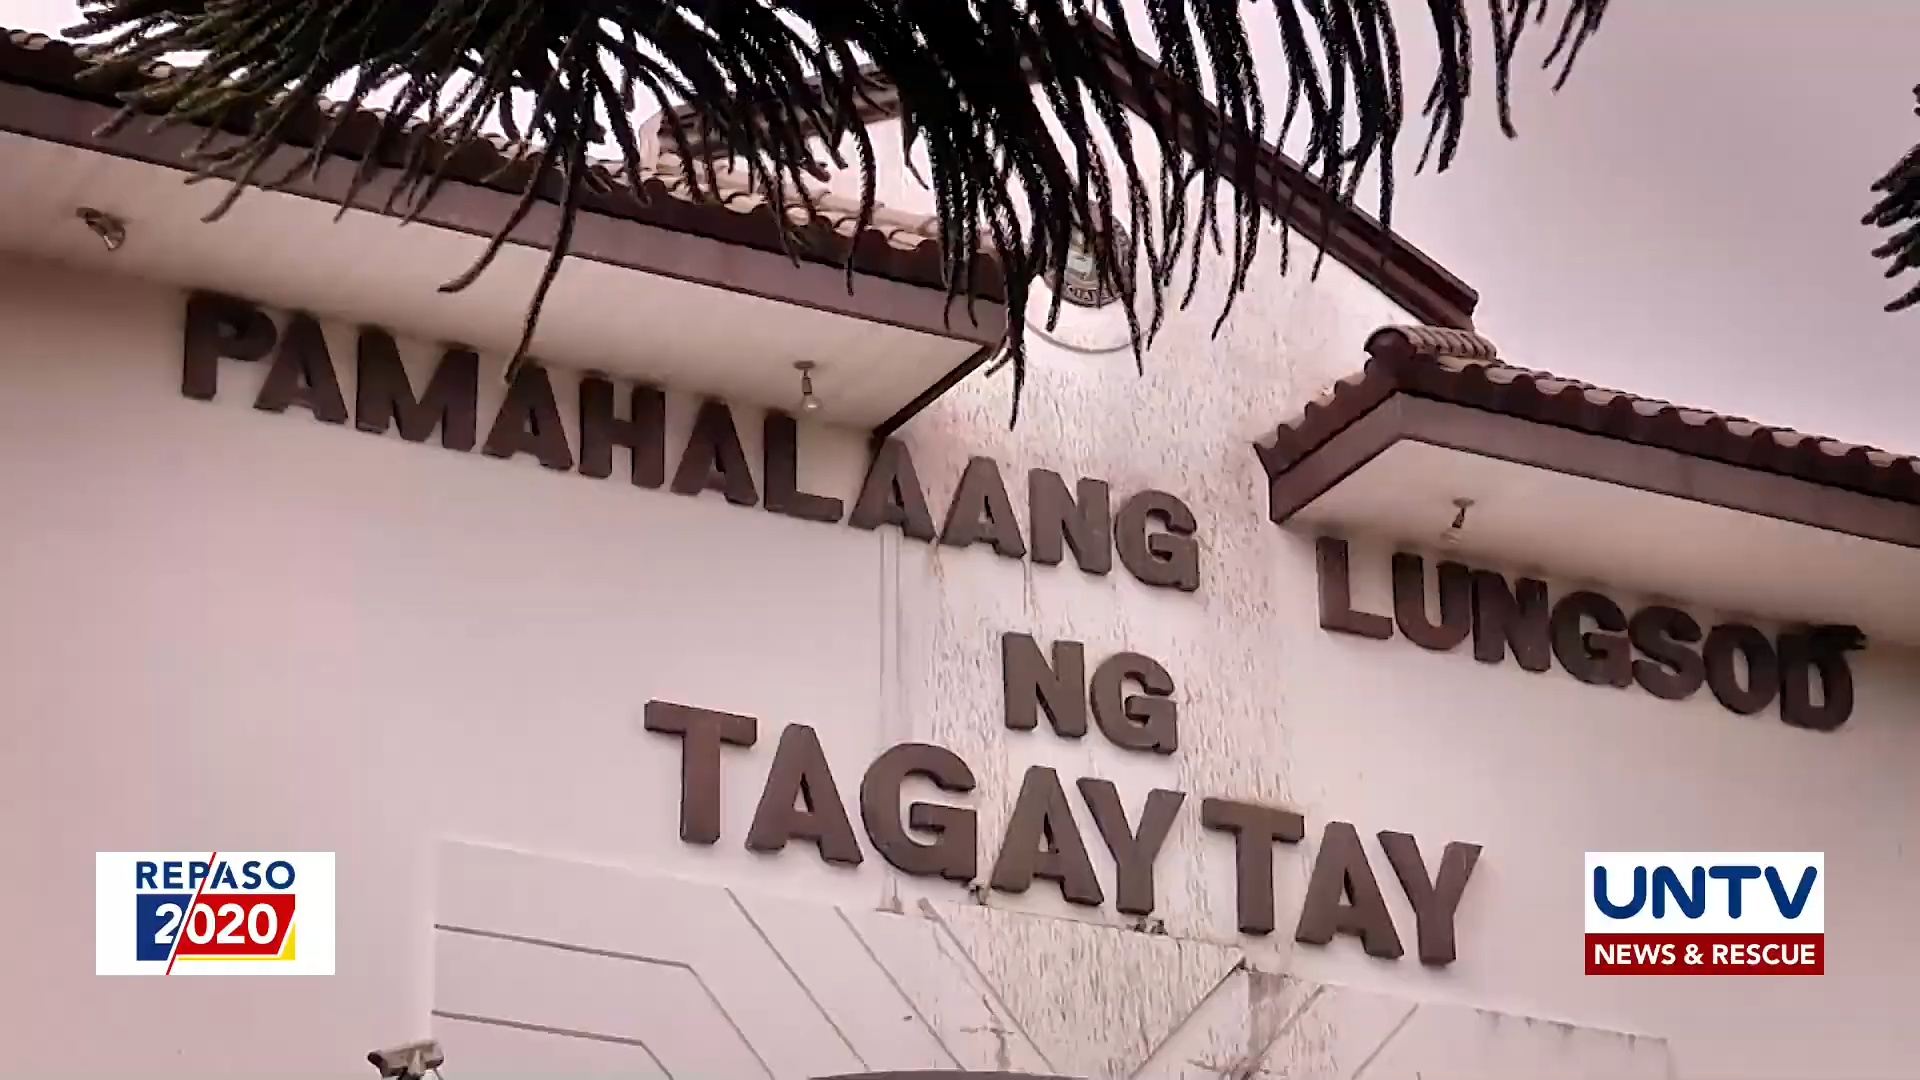 PAMAHALAANG LUNGSOD
NG
TAGAYTAY
REPASO
2020
UNTV
NEWS & RESCUE